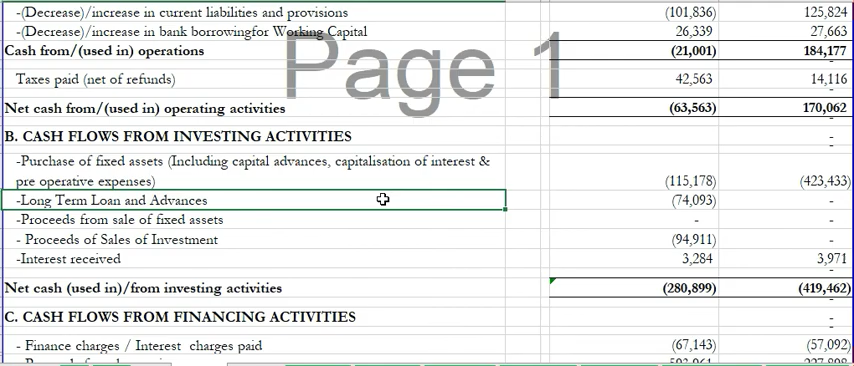 -(Decrease)/increase in current liabilities and provisions (101,836) 125,824
-(Decrease)/increase in bank borrowingfor Working Capital 26,339 27,663
Cash from/(used in) operations (21,001) 184,177
Page 1
Taxes paid (net of refunds) 42,563 14,116
Net cash from/(used in) operating activities (63,563) 170,062
B. CASH FLOWS FROM INVESTING ACTIVITIES -
-Purchase of fixed assets (Including capital advances, capitalisation of interest &
pre operative expenses) (115,178) (423,433)
-Long Term Loan and Advances (74,093) -
-Proceeds from sale of fixed assets - -
- Proceeds of Sales of Investment (94,911) -
-Interest received 3,284 3,971
Net cash (used in)/from investing activities (280,899) (419,462)
C. CASH FLOWS FROM FINANCING ACTIVITIES -
- Finance charges / Interest charges paid (67,143) (57,092)